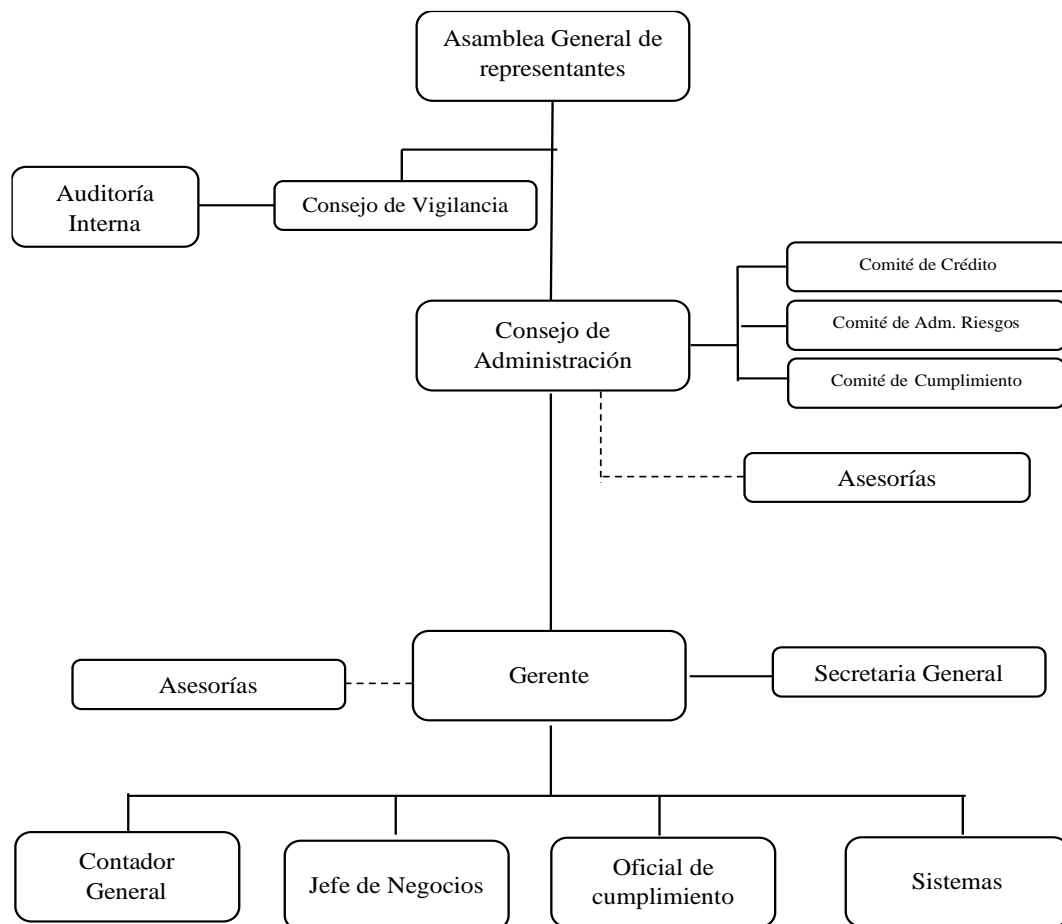 Asamblea General de
representantes
Auditoría
Interna
Consejo de Vigilancia
Comité de Crédito
Consejo de
Administración
Comité de Adm. Riesgos
Comité de Cumplimiento
Asesorías
Asesorías
Gerente
Secretaria General
Contador
General
Jefe de Negocios
Oficial de
cumplimiento
Sistemas